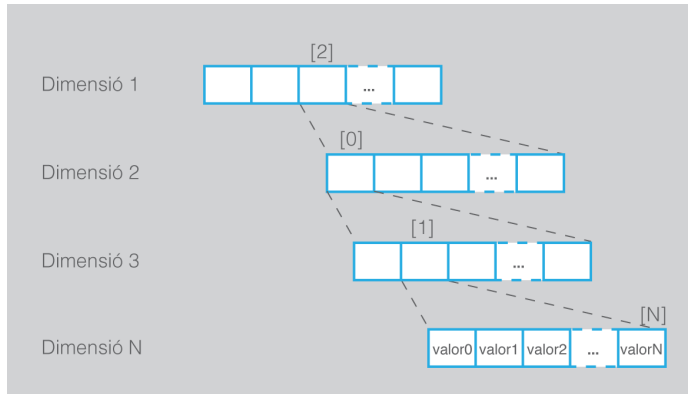 [2]
Dimensió 1
...
[0]
Dimensió 2
...
[1]
Dimensió 3
...
[N]
Dimensió N
valor0 valor1 valor2 ... valorN